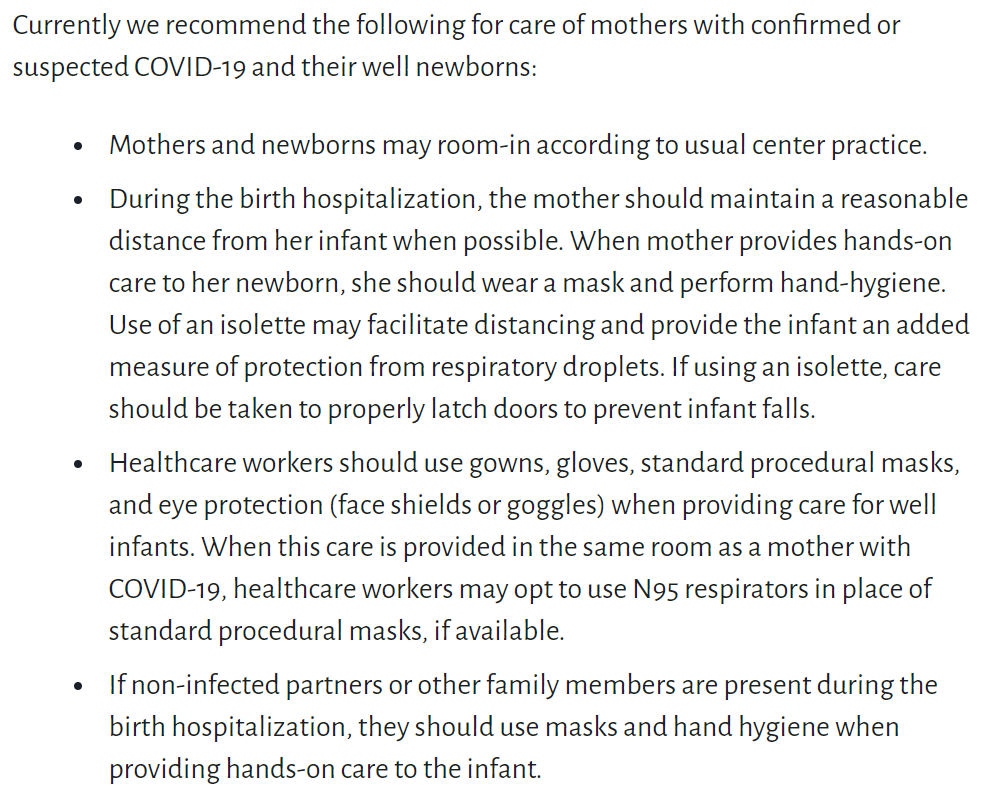 Currently we recommend the following for care of mothers with confirmed or
suspected COVID-19 and their well newborns:
• Mothers and newborns may room-in according to usual center practice.
• During the birth hospitalization, the mother should maintain a reasonable
distance from her infant when possible. When mother provides hands-on
care to her newborn, she should wear a mask and perform hand-hygiene.
Use of an isolette may facilitate distancing and provide the infant an added
measure of protection from respiratory droplets. If using an isolette, care
should be taken to properly latch doors to prevent infant falls.
• Healthcare workers should use gowns, gloves, standard procedural masks,
and eye protection (face shields or goggles) when providing care for well
infants. When this care is provided in the same room as a mother with
COVID-19, healthcare workers may opt to use N95 respirators in place of
standard procedural masks, if available.
• If non-infected partners or other family members are present during the
birth hospitalization, they should use masks and hand hygiene when
providing hands-on care to the infant.